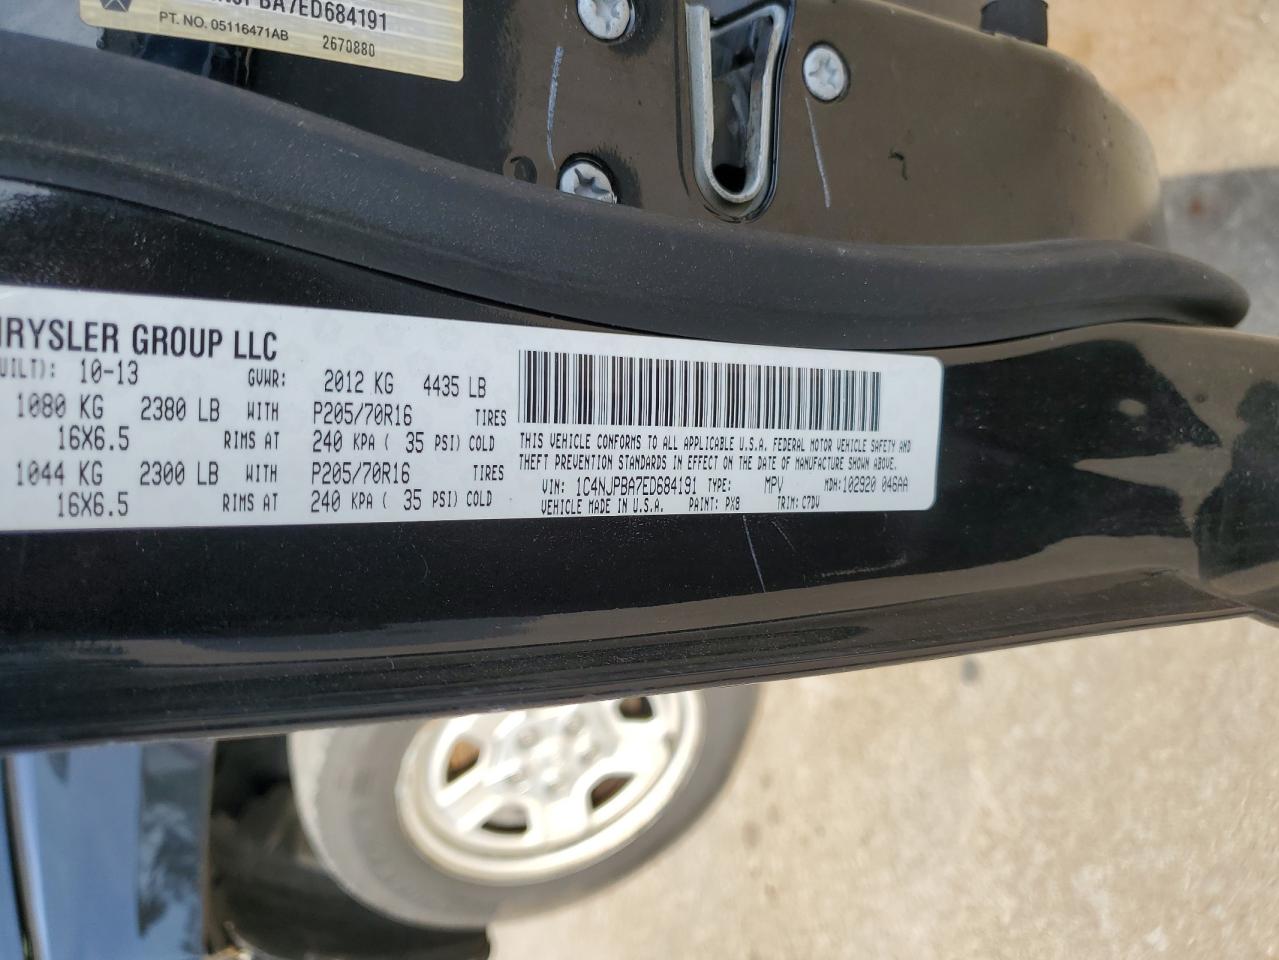 BA7ED684191
PT. NO. 05116471AB 2670880
HRYSLER GROUP LLC
UILT): 10-13 GVWR: 2012 KG 4435 LB
1080 KG 2380 LB WITH P205/70R16 TIRES
16X6.5 RIMS AT 240 KPA ( 35 PSI) COLD
1044 KG 2300 LB WITH P205/70R16 TIRES
16X6.5 RIMS AT 240 KPA ( 35 PSI) COLD
THIS VEHICLE CONFORMS TO ALL APPLICABLE U.S.A. FEDERAL MOTOR VEHICLE SAFETY AND
THEFT PREVENTION STANDARDS IN EFFECT ON THE DATE OF MANUFACTURE SHOWN ABOVE.
VIN: 1C4NJPBA7ED684191 TYPE: MPV MDH:102920 046AA
VEHICLE MADE IN U.S.A. PAINT: PX8 TRIM: C7DV